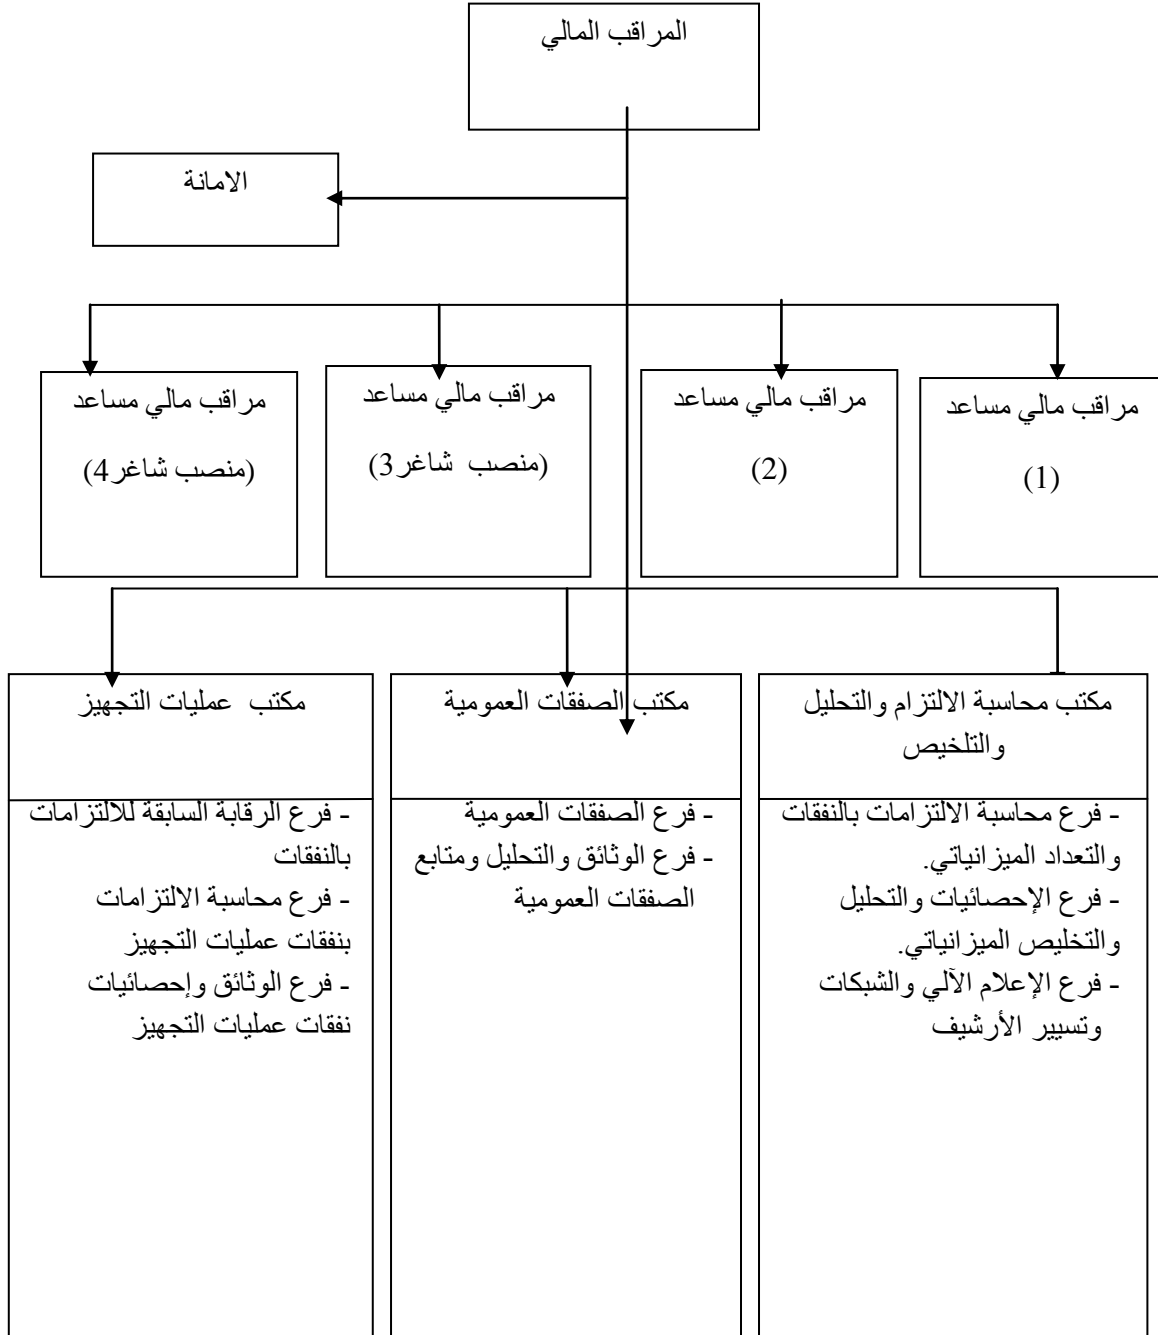 المراقب المالي
الامانة
مراقب مالي مساعد
(1)
مراقب مالي مساعد
(2)
مراقب مالي مساعد
(منصب شاغر3)
مراقب مالي مساعد
(منصب شاغر4)
مكتب محاسبة الالتزام والتحليل
والتلخيص
- فرع محاسبة الالتزامات بالنفقات
والتعداد الميزانياتي.
- فرع الإحصائيات والتحليل
والتخليص الميزانياتي.
- فرع الإعلام الآلي والشبكات
وتسيير الأرشيف
مكتب الصفقات العمومية
- فرع الصفقات العمومية
- فرع الوثائق والتحليل ومتابع
الصفقات العمومية
مكتب عمليات التجهيز
- فرع الرقابة السابقة للالتزامات
بالنفقات
- فرع محاسبة الالتزامات
بنفقات عمليات التجهيز
- فرع الوثائق وإحصائيات
نفقات عمليات التجهيز